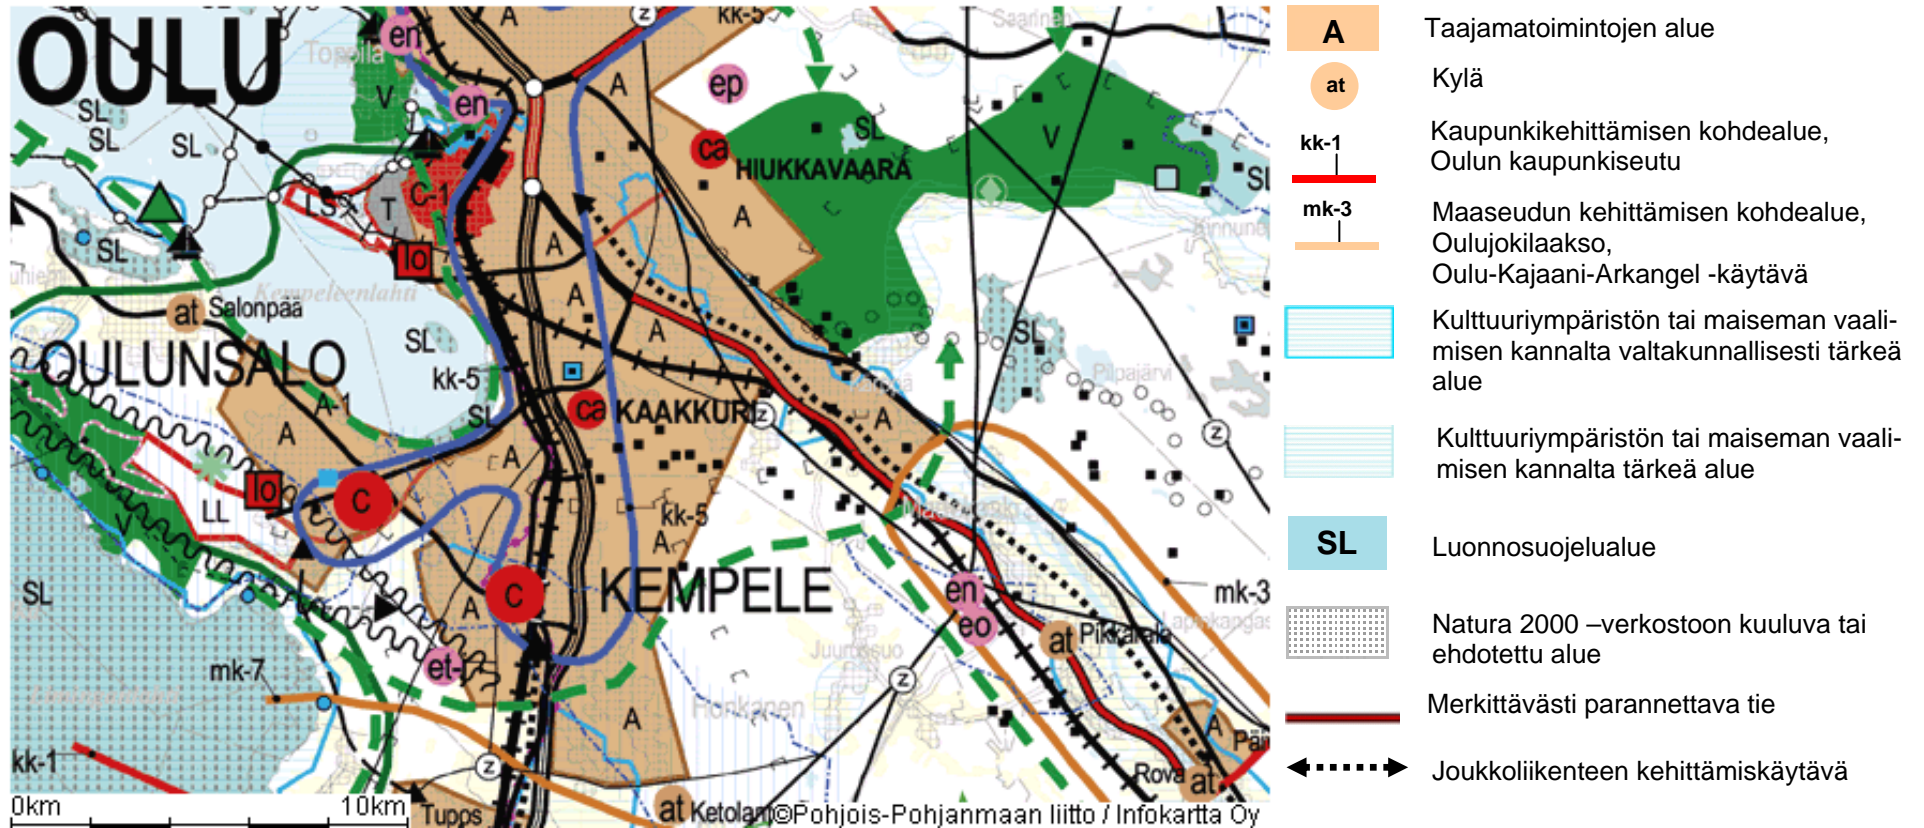 OULU
A
kk-5
z
Saarinen
en
Toppila
V
en
A
ep
SL
SL
SL
ca
HIUKKAVAARA
SL
V
SL
LS
T
C-1
A
A
lo
SL
Kempeleenlahti
at
Salonpää
A
A
SL
SL
Pilpajärvi
OULUNSALO
kk-5
A-1
SL
ca
KAAKKURI
z
A
z
A
A
lo
C
LL
V
kk-5
A
SL
C
A
KEMPELE
en
eo
mk-3
at
Pikkarala
Juurusuo
et-
mk-7
z
A
Honkanen
A
kk-1
z
Rova
at
0km
10km
Tupos
at
©Pohjois-Pohjanmaan liitto / Infokartta Oy
A
Taajamatoimintojen alue
at
Kylä
kk-1
Kaupunkikehittämisen kohdealue,
Oulun kaupunkiseutu
mk-3
Maaseudun kehittämisen kohdealue,
Oulujokilaakso,
Oulu-Kajaani-Arkangel -käytävä
Kulttuuriympäristön tai maiseman vaali-
misen kannalta valtakunnallisesti tärkeä
alue
Kulttuuriympäristön tai maiseman vaali-
misen kannalta tärkeä alue
SL
Luonnosuojelualue
Natura 2000 –verkostoon kuuluva tai
ehdotettu alue
Merkittävästi parannettava tie
Joukkoliikenteen kehittämiskäytävä